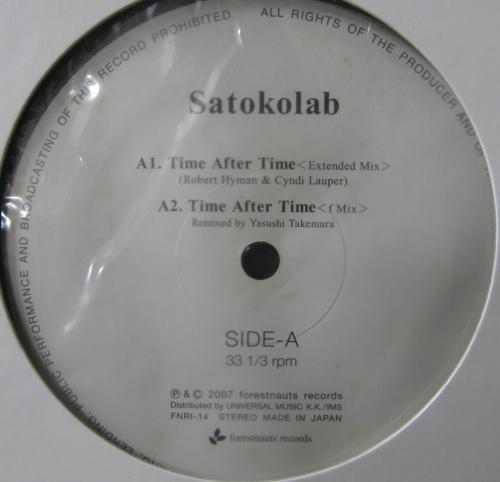 PUBLIC PERFORMANCE AND BROADCASTING OF THIS RECORD PROHIBITED. ALL RIGHTS OF THE PRODUCER AND OF
Satokolab
A1. Time After Time<Extended Mix>
(Robert Hyman & Cyndi Lauper)
A2. Time After Time<f Mix>
Remixed by Yasushi Takemura
SIDE-A
33 1/3 rpm
℗ & © 2007 forestnauts records
Distributed by UNIVERSAL MUSIC K.K./IMS
FNRI-14 STEREO MADE IN JAPAN
forestnauts records